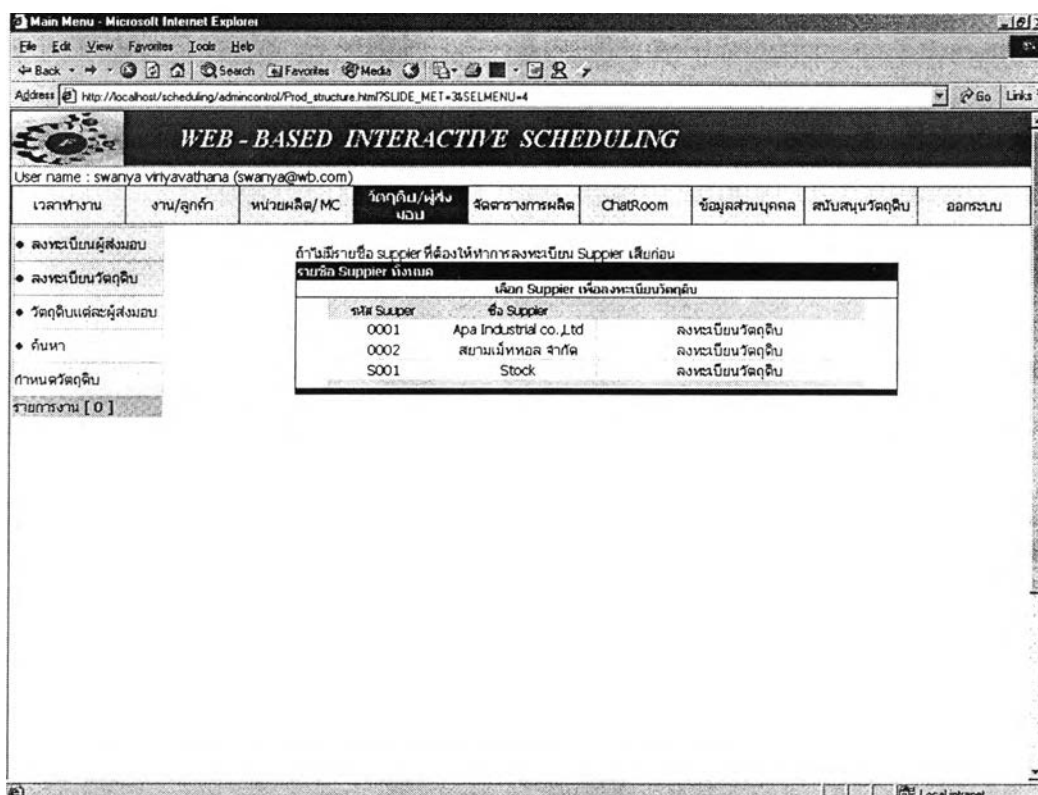 Main Menu - Microsoft Internet Explorer
File Edit View Favorites Tools Help
Back Search Favorites Media
Address http://localhost/scheduling/admincontrol/Prod_structure.html?SLIDE_MET=3&SELMENU=4 Go Links
WEB - BASED INTERACTIVE SCHEDULING
User name : swanya viriyavathana (swanya@wb.com)
เวลาทำงาน งาน/ลูกค้า หน่วยผลิต/ MC วัตถุดิบ/ผู้ส่งมอบ จัดตารางการผลิต ChatRoom ข้อมูลส่วนบุคคล สนับสนุนวัตถุดิบ ออกระบบ
ลงทะเบียนผู้ส่งมอบ
ลงทะเบียนวัตถุดิบ
วัตถุดิบแต่ละผู้ส่งมอบ
ค้นหา
กำหนดวัตถุดิบ
รายการงาน [ 0 ]
ถ้าไม่มีรายชื่อ suppier ที่ต้องให้ทำการลงทะเบียน Suppier เสียก่อน
รายชื่อ Suppier ทั้งหมด
เลือก Suppier เพื่อลงทะเบียนวัตถุดิบ
รหัส Suuper ชื่อ Suppier
0001 Apa Industrial co.,Ltd ลงทะเบียนวัตถุดิบ
0002 สยามเม็ททอล จำกัด ลงทะเบียนวัตถุดิบ
S001 Stock ลงทะเบียนวัตถุดิบ
Local intranet